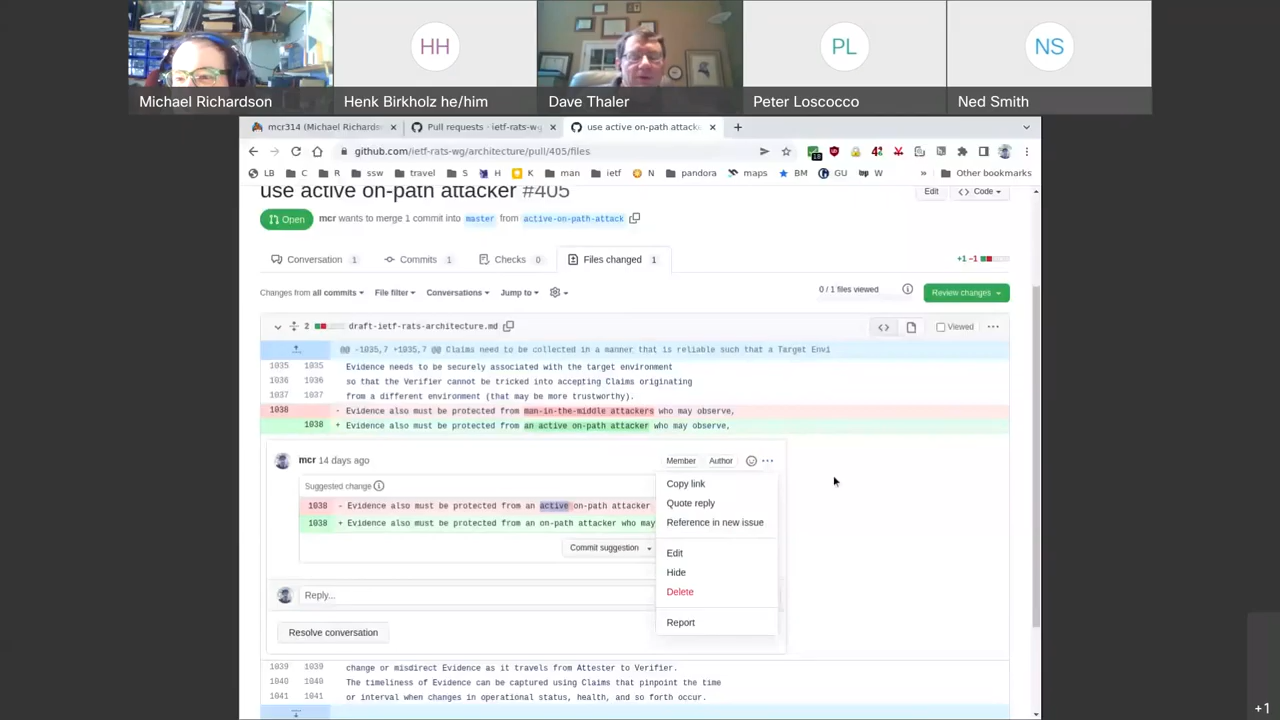 HH
PL
NS
Michael Richardson
Henk Birkholz he/him
Dave Thaler
Peter Loscocco
Ned Smith
mcr314 (Michael Richards
Pull requests · ietf-rats-wg
use active on-path attack
github.com/ietf-rats-wg/architecture/pull/405/files
18
LB
C
R
ssw
travel
S
H
K
man
ietf
N
pandora
maps
BM
GU
W
»
Other bookmarks
use active on-path attacker #405
Edit
Code
Open
mcr wants to merge 1 commit into master from active-on-path-attack
Conversation 1
Commits 1
Checks 0
Files changed 1
+1 −1
Changes from all commits
File filter
Conversations
Jump to
0 / 1 files viewed
Review changes
2
draft-ietf-rats-architecture.md
Viewed
@@ -1035,7 +1035,7 @@ Claims need to be collected in a manner that is reliable such that a Target Envi
1035 1035 Evidence needs to be securely associated with the target environment
1036 1036 so that the Verifier cannot be tricked into accepting Claims originating
1037 1037 from a different environment (that may be more trustworthy).
1038 - Evidence also must be protected from man-in-the-middle attackers who may observe,
1038 + Evidence also must be protected from an active on-path attacker who may observe,
mcr 14 days ago
Member
Author
Suggested change
1038 - Evidence also must be protected from an active on-path attacker
1038 + Evidence also must be protected from an on-path attacker who may
Commit suggestion
Copy link
Quote reply
Reference in new issue
Edit
Hide
Delete
Report
Reply...
Resolve conversation
1039 1039 change or misdirect Evidence as it travels from Attester to Verifier.
1040 1040 The timeliness of Evidence can be captured using Claims that pinpoint the time
1041 1041 or interval when changes in operational status, health, and so forth occur.
+1